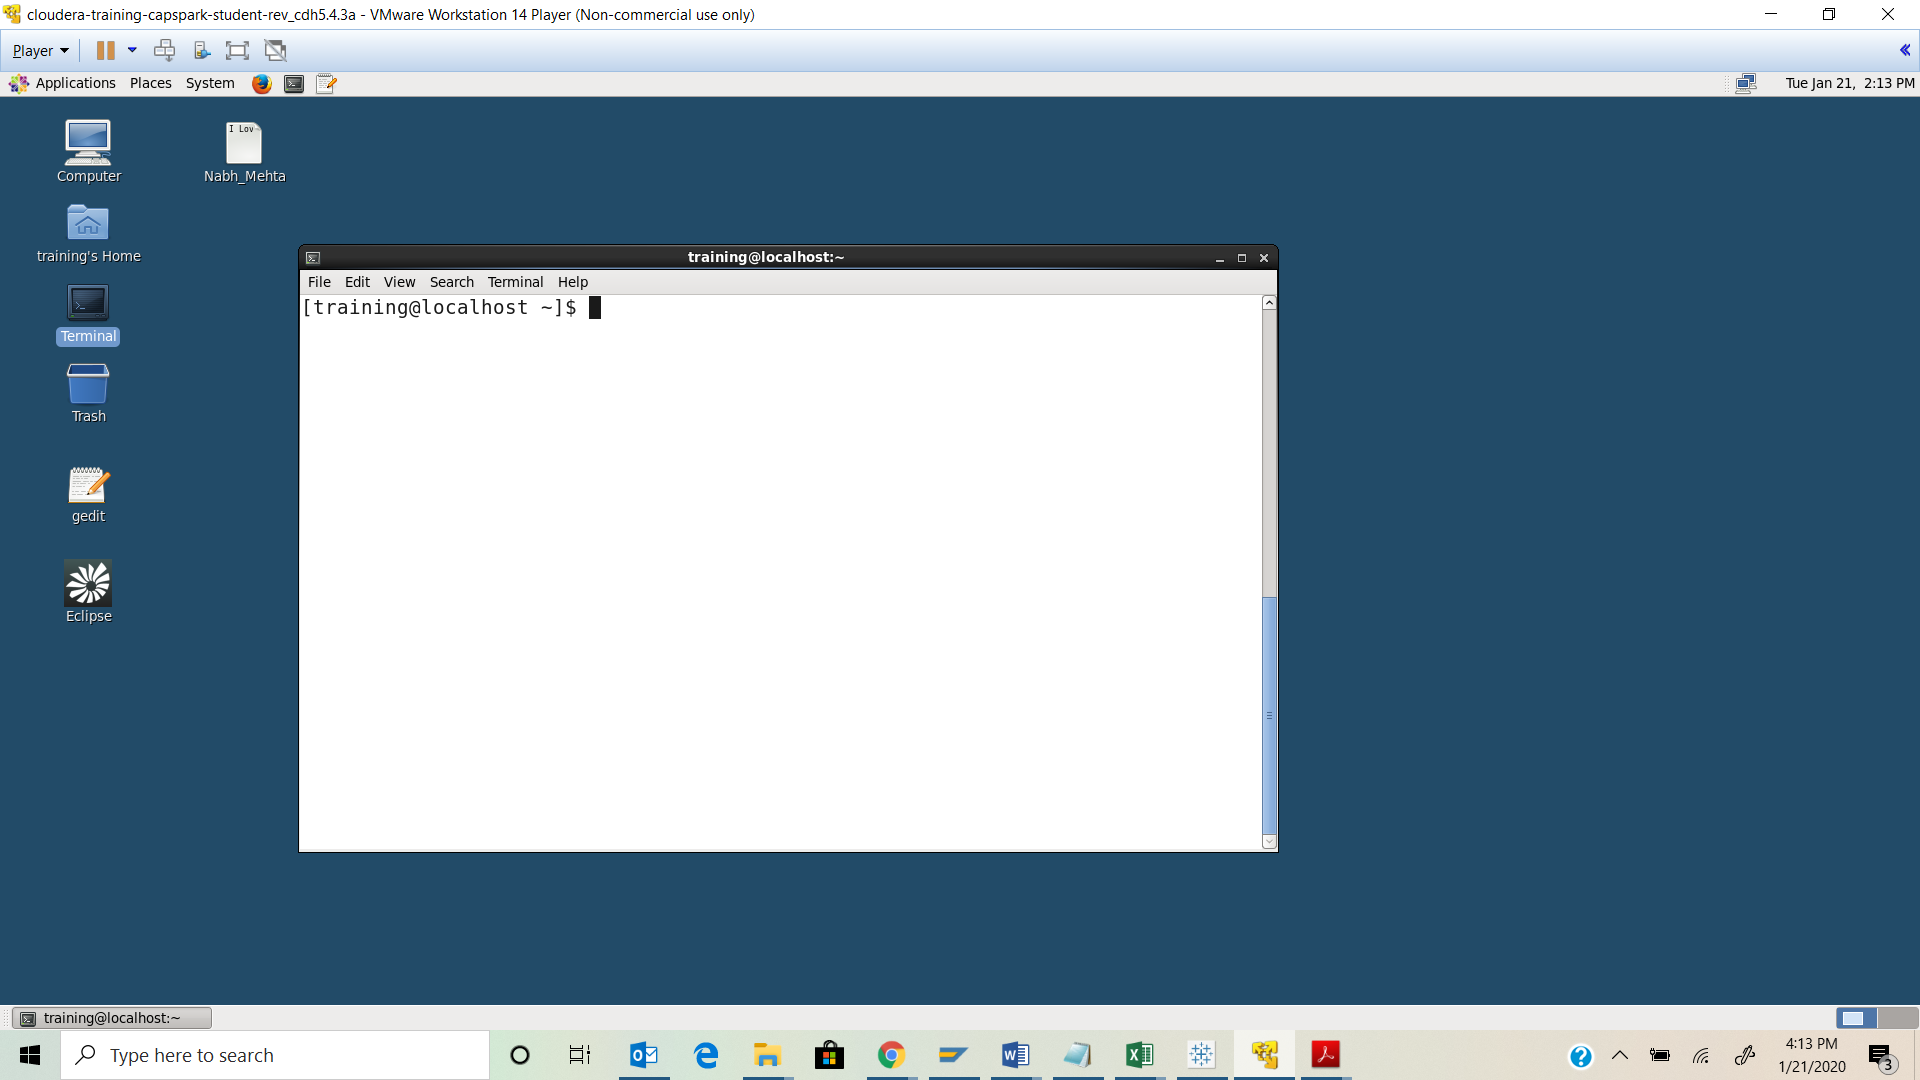 cloudera-training-capspark-student-rev_cdh5.4.3a - VMware Workstation 14 Player (Non-commercial use only)
Player
Applications Places System
Tue Jan 21, 2:13 PM
Computer
I Lov
Nabh_Mehta
training's Home
Terminal
Trash
gedit
Eclipse
training@localhost:~
File Edit View Search Terminal Help
[training@localhost ~]$
training@localhost:~
Type here to search
4:13 PM
1/21/2020
3